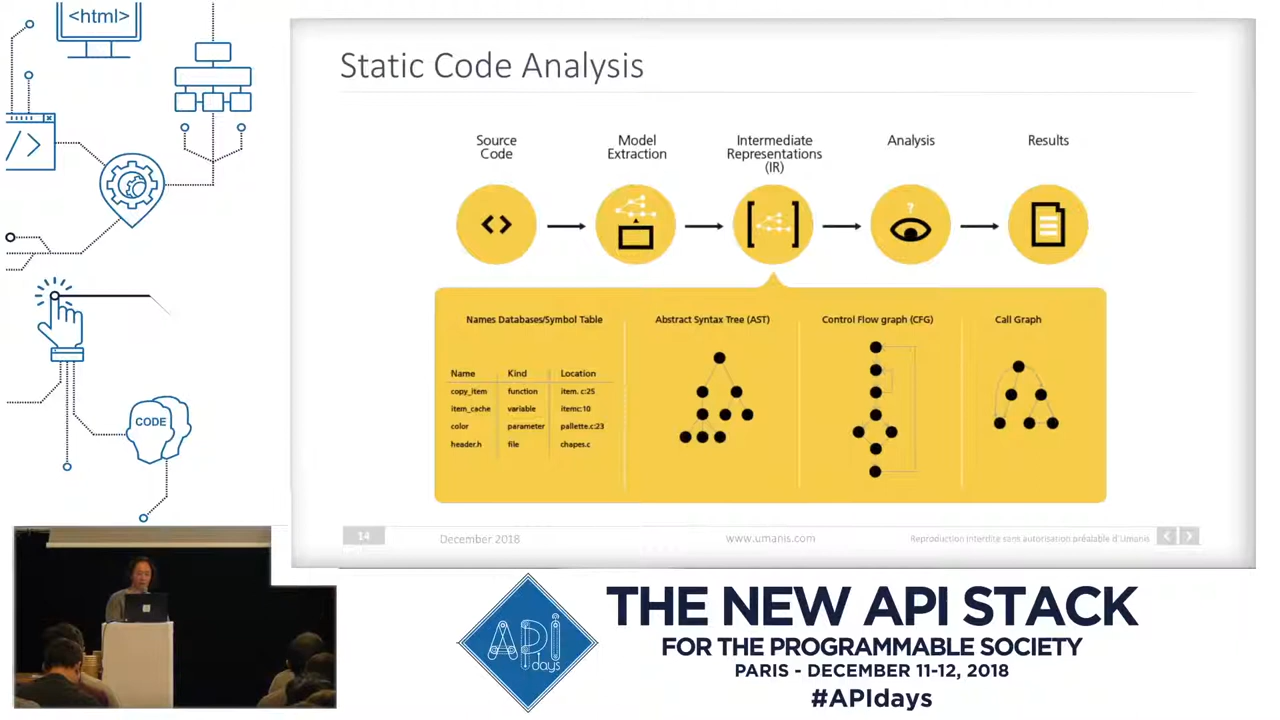 <html>
</>
CODE
Static Code Analysis
Source
Code
Model
Extraction
Intermediate
Representations
(IR)
Analysis
Results
?
< >
Names Databases/Symbol Table
Name Kind Location
copy_item function item. c:25
item_cache variable itemc:10
color parameter pallette.c:23
header.h file chapes.c
Abstract Syntax Tree (AST)
Control Flow graph (CFG)
Call Graph
14
December 2018
www.umanis.com
Reproduction interdite sans autorisation préalable d'Umanis
APi
days
THE NEW API STACK
FOR THE PROGRAMMABLE SOCIETY
PARIS - DECEMBER 11-12, 2018
#APIdays